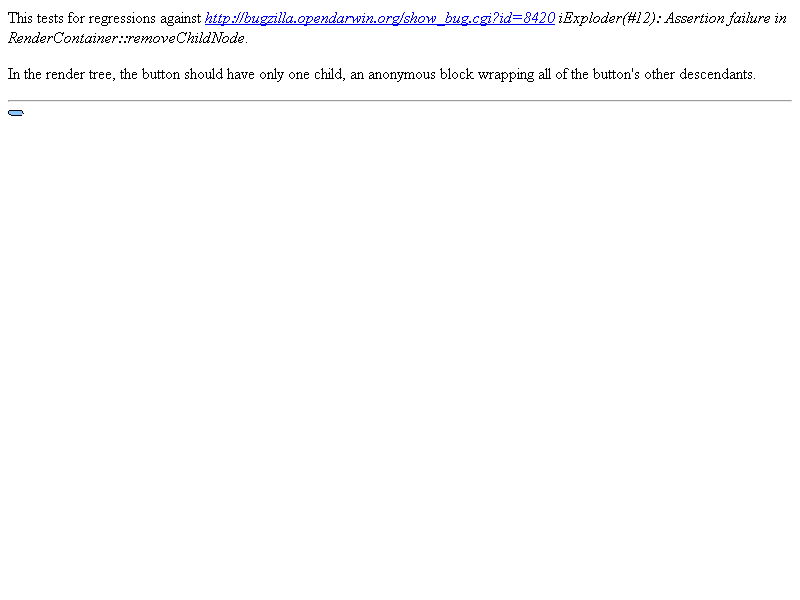 This tests for regressions against http://bugzilla.opendarwin.org/show_bug.cgi?id=8420 iExploder(#12): Assertion failure in
RenderContainer::removeChildNode.
In the render tree, the button should have only one child, an anonymous block wrapping all of the button's other descendants.